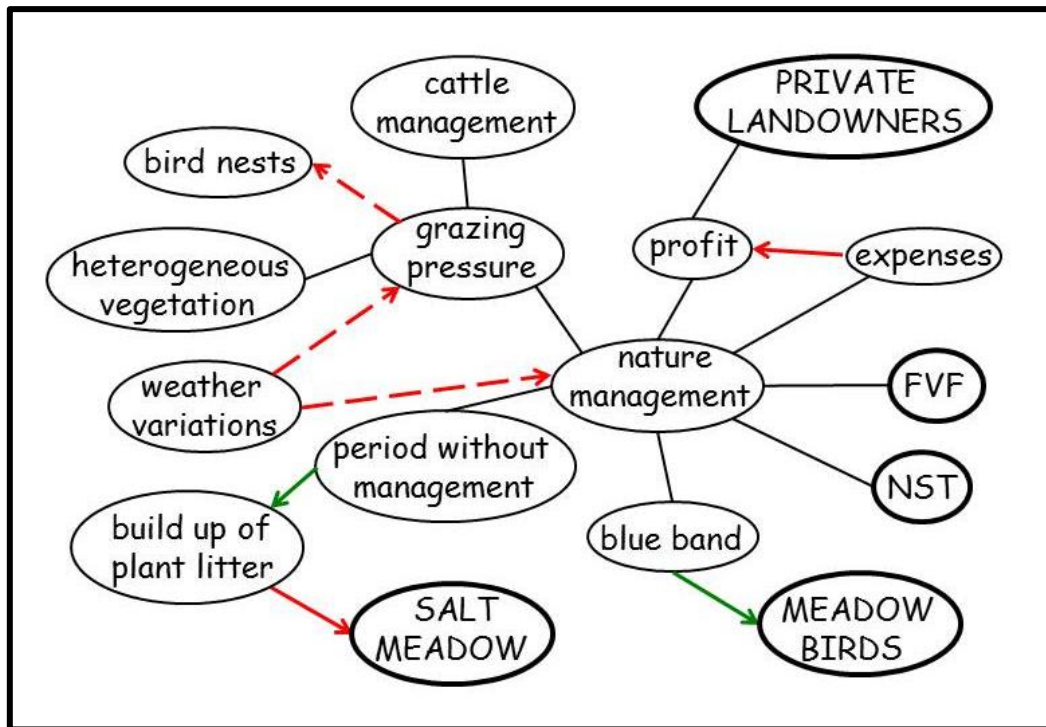 cattle
management
PRIVATE
LANDOWNERS
bird nests
grazing
pressure
profit
expenses
heterogeneous
vegetation
weather
variations
nature
management
FVF
period without
management
NST
build up of
plant litter
blue band
SALT
MEADOW
MEADOW
BIRDS